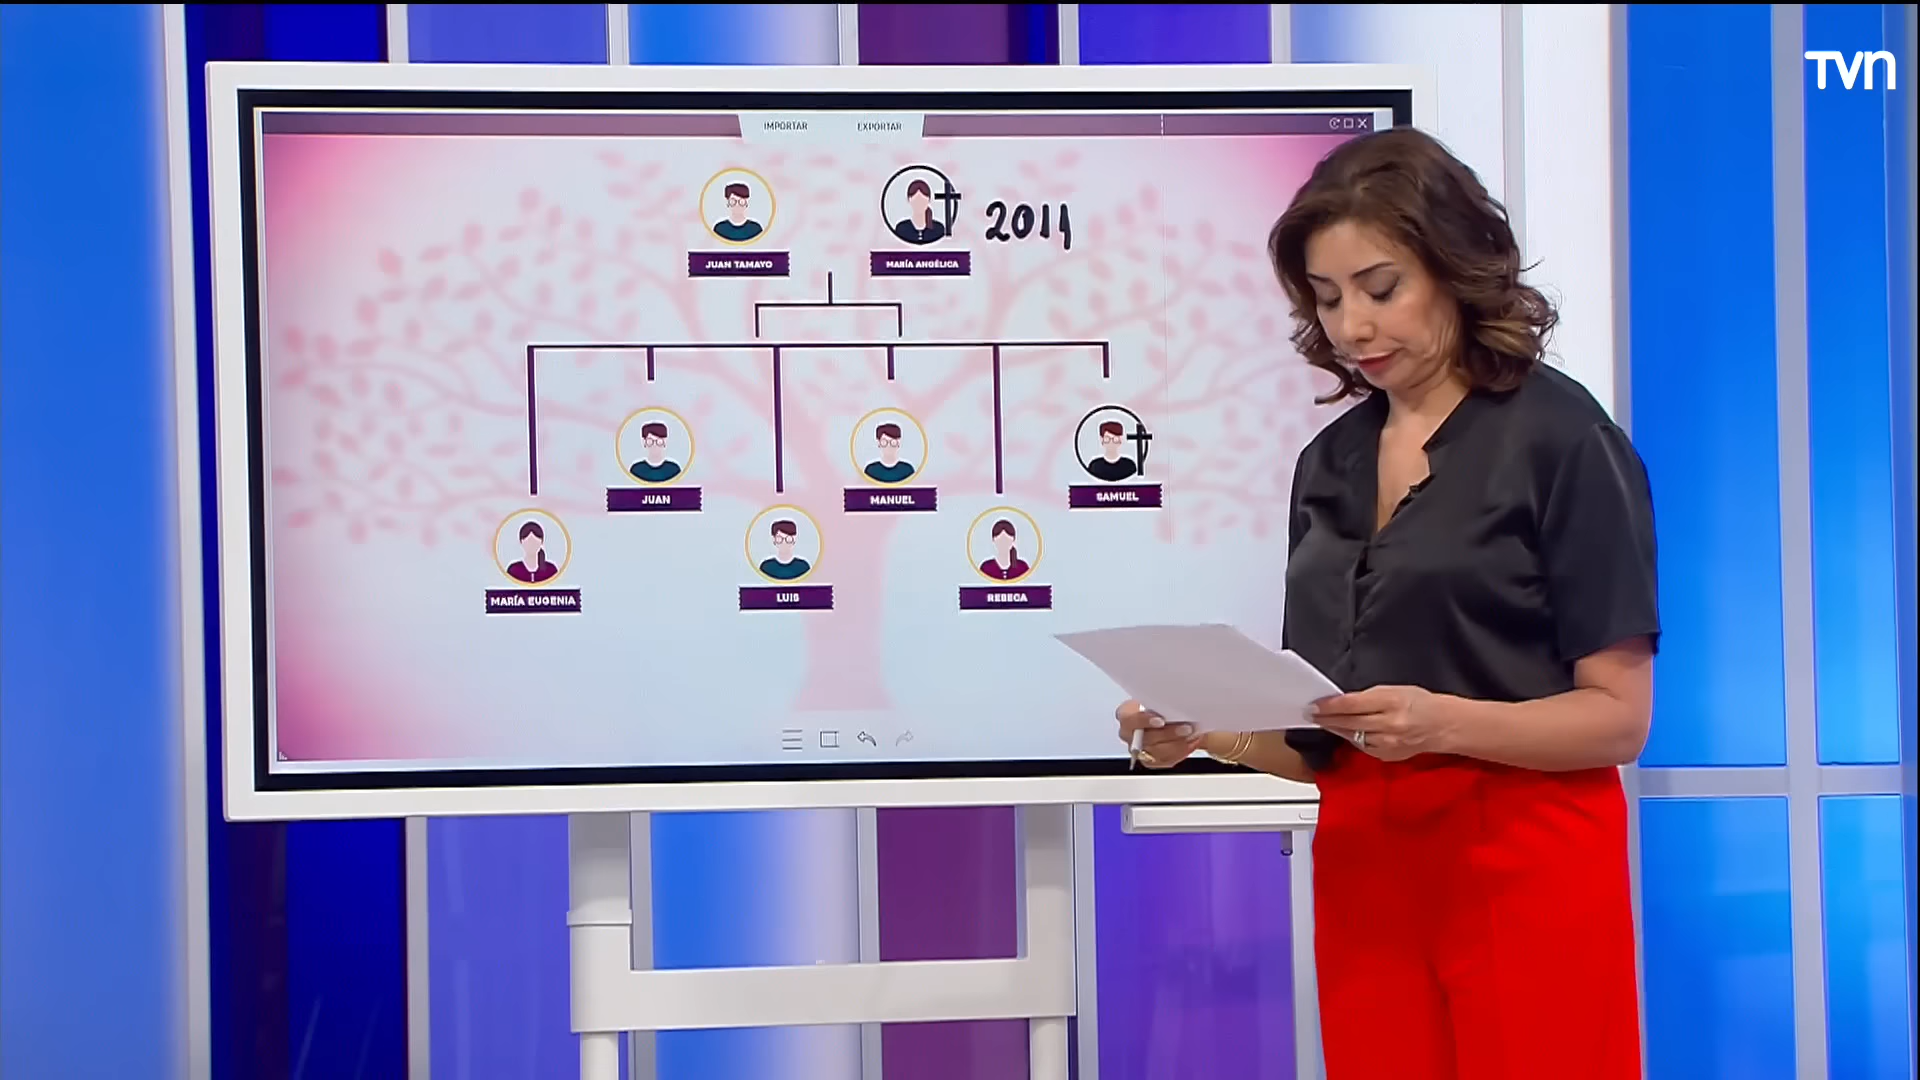 TVN
IMPORTAR EXPORTAR
2011
JUAN TAMAYO MARÍA ANGÉLICA
JUAN MANUEL SAMUEL
MARÍA EUGENIA LUIS REBECA